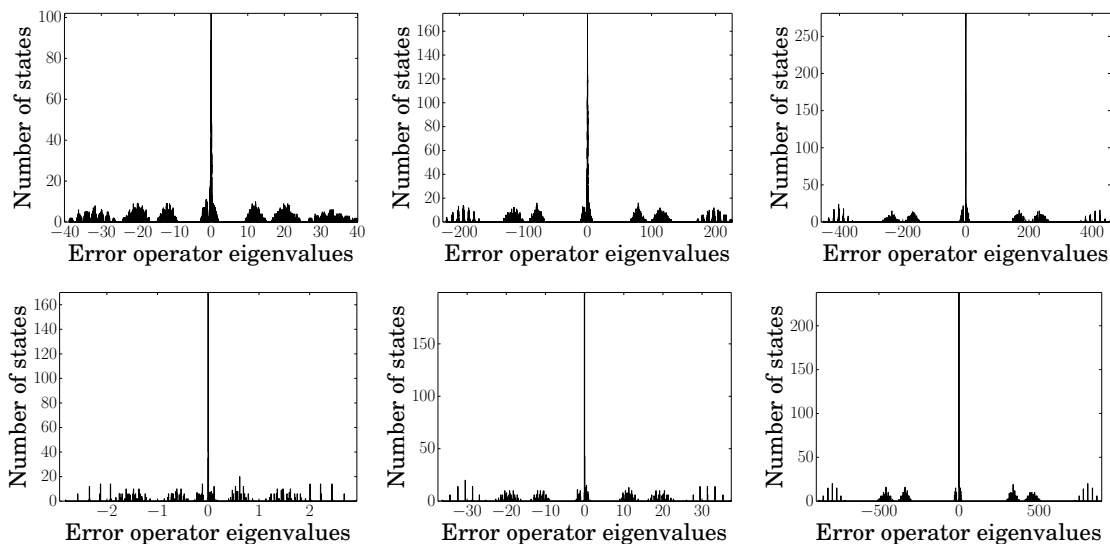 100
80
60
40
20
0
Number of states
−40 −30 −20 −10 0 10 20 30 40
Error operator eigenvalues
160
140
120
100
80
60
40
20
0
Number of states
−200 −100 0 100 200
Error operator eigenvalues
250
200
150
100
50
0
Number of states
−400 −200 0 200 400
Error operator eigenvalues
160
140
120
100
80
60
40
20
0
Number of states
−2 −1 0 1 2
Error operator eigenvalues
150
100
50
0
Number of states
−30 −20 −10 0 10 20 30
Error operator eigenvalues
200
150
100
50
0
Number of states
−500 0 500
Error operator eigenvalues